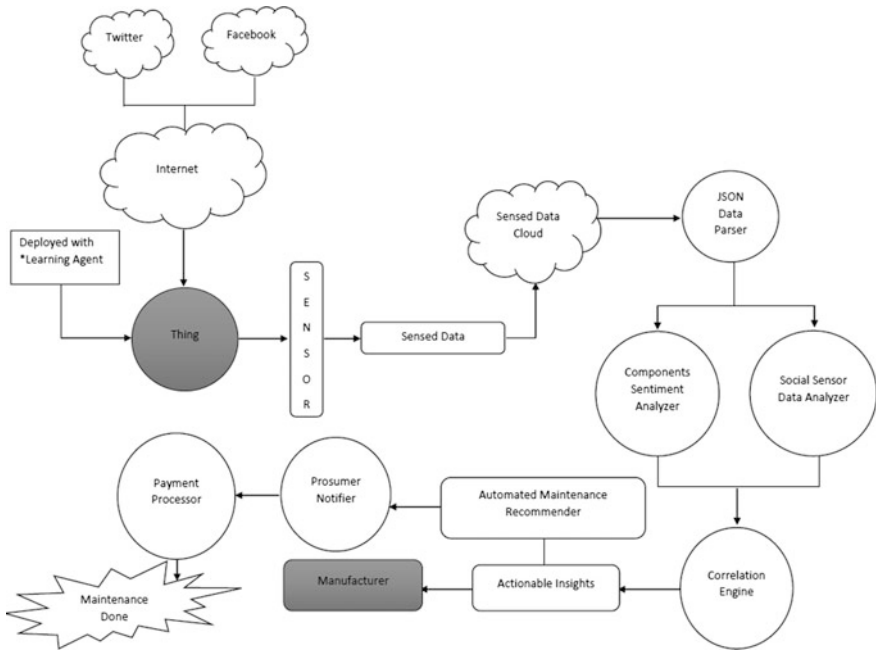 Twitter
Facebook
Internet
Deployed with
*Learning Agent
Thing
S
E
N
S
O
R
Sensed Data
Sensed Data
Cloud
JSON
Data
Parser
Components
Sentiment
Analyzer
Social Sensor
Data Analyzer
Payment
Processor
Prosumer
Notifier
Automated Maintenance
Recommender
Manufacturer
Actionable Insights
Correlation
Engine
Maintenance
Done